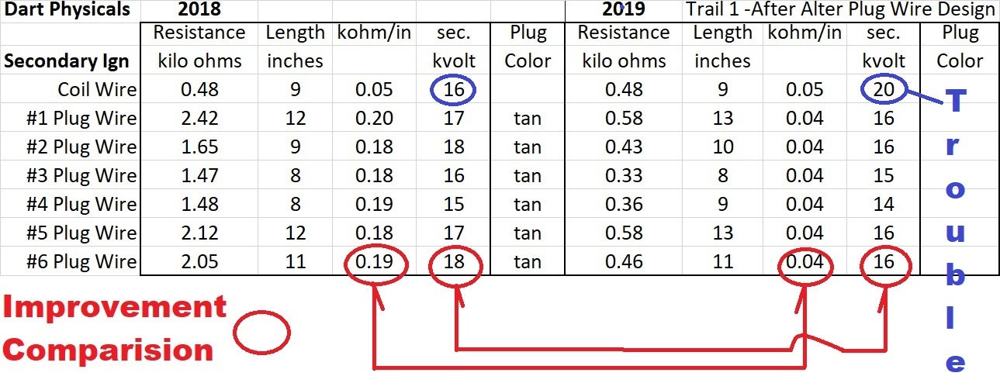 Dart Physicals 2018 2019 Trail 1 -After Alter Plug Wire Design
Resistance Length kohm/in sec. Plug Resistance Length kohm/in sec. Plug
Secondary Ign kilo ohms inches kvolt Color kilo ohms inches kvolt Color
Coil Wire 0.48 9 0.05 16 0.48 9 0.05 20
#1 Plug Wire 2.42 12 0.20 17 tan 0.58 13 0.04 16
#2 Plug Wire 1.65 9 0.18 18 tan 0.43 10 0.04 16
#3 Plug Wire 1.47 8 0.18 16 tan 0.33 8 0.04 15
#4 Plug Wire 1.48 8 0.19 15 tan 0.36 9 0.04 14
#5 Plug Wire 2.12 12 0.18 17 tan 0.58 13 0.04 16
#6 Plug Wire 2.05 11 0.19 18 tan 0.46 11 0.04 16
Trouble
Improvement
Comparision